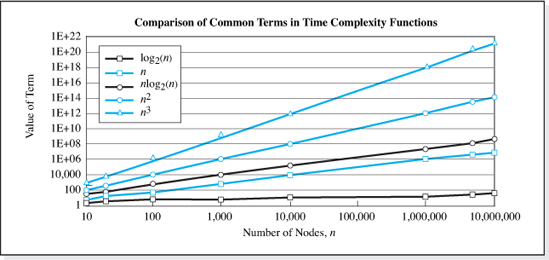 Comparison of Common Terms in Time Complexity Functions
1E+22
1E+20
1E+18
1E+16
1E+14
1E+12
1E+10
1E+08
1E+06
10,000
100
1
Value of Term
log₂(n)
n
nlog₂(n)
n²
n³
10 100 1,000 10,000 100,000 1,000,000 10,000,000
Number of Nodes, n